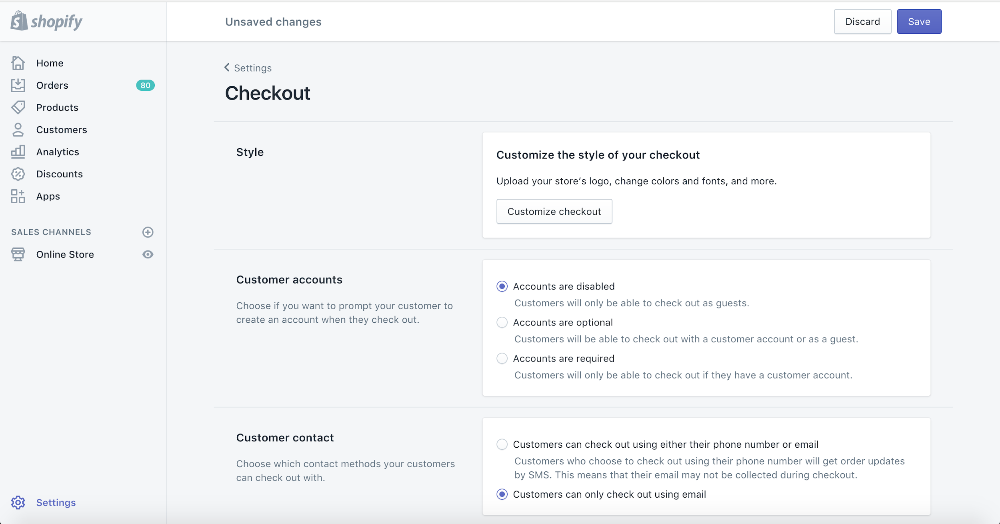 shopify
Unsaved changes
Discard
Save
Home
Orders
80
Products
Customers
Analytics
Discounts
Apps
SALES CHANNELS
Online Store
Settings
Settings
Checkout
Style
Customize the style of your checkout
Upload your store’s logo, change colors and fonts, and more.
Customize checkout
Customer accounts
Choose if you want to prompt your customer to
create an account when they check out.
Accounts are disabled
Customers will only be able to check out as guests.
Accounts are optional
Customers will be able to check out with a customer account or as a guest.
Accounts are required
Customers will only be able to check out if they have a customer account.
Customer contact
Choose which contact methods your customers
can check out with.
Customers can check out using either their phone number or email
Customers who choose to check out using their phone number will get order updates
by SMS. This means that their email may not be collected during checkout.
Customers can only check out using email